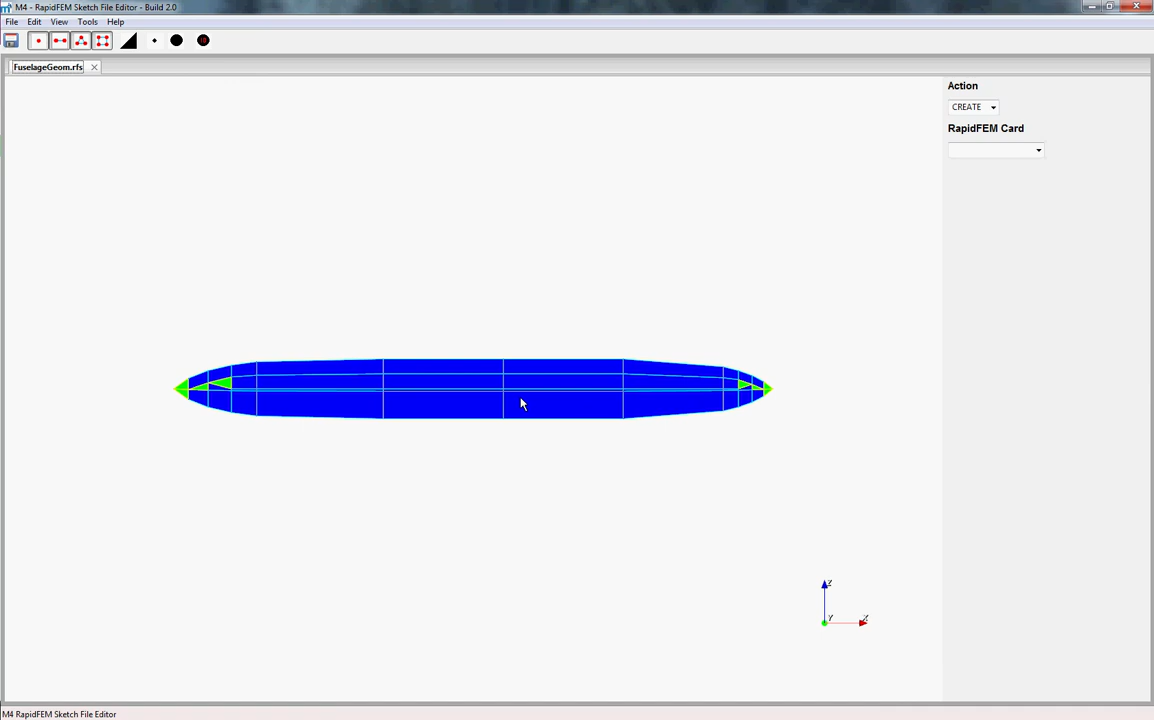 M4 - RapidFEM Sketch File Editor - Build 2.0
File Edit View Tools Help
FuselageGeom.rfs
Action
CREATE
RapidFEM Card
Z
Y X
M4 RapidFEM Sketch File Editor